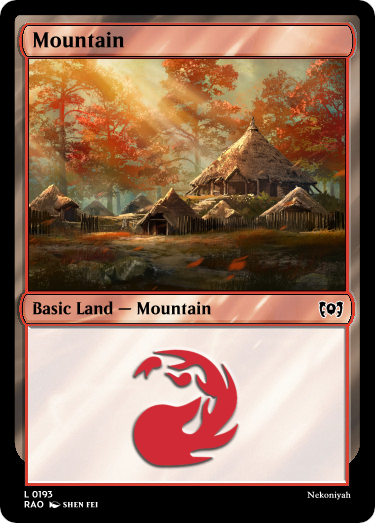 Mountain
Basic Land — Mountain
L 0193
RAO SHEN FEI
Nekoniyah